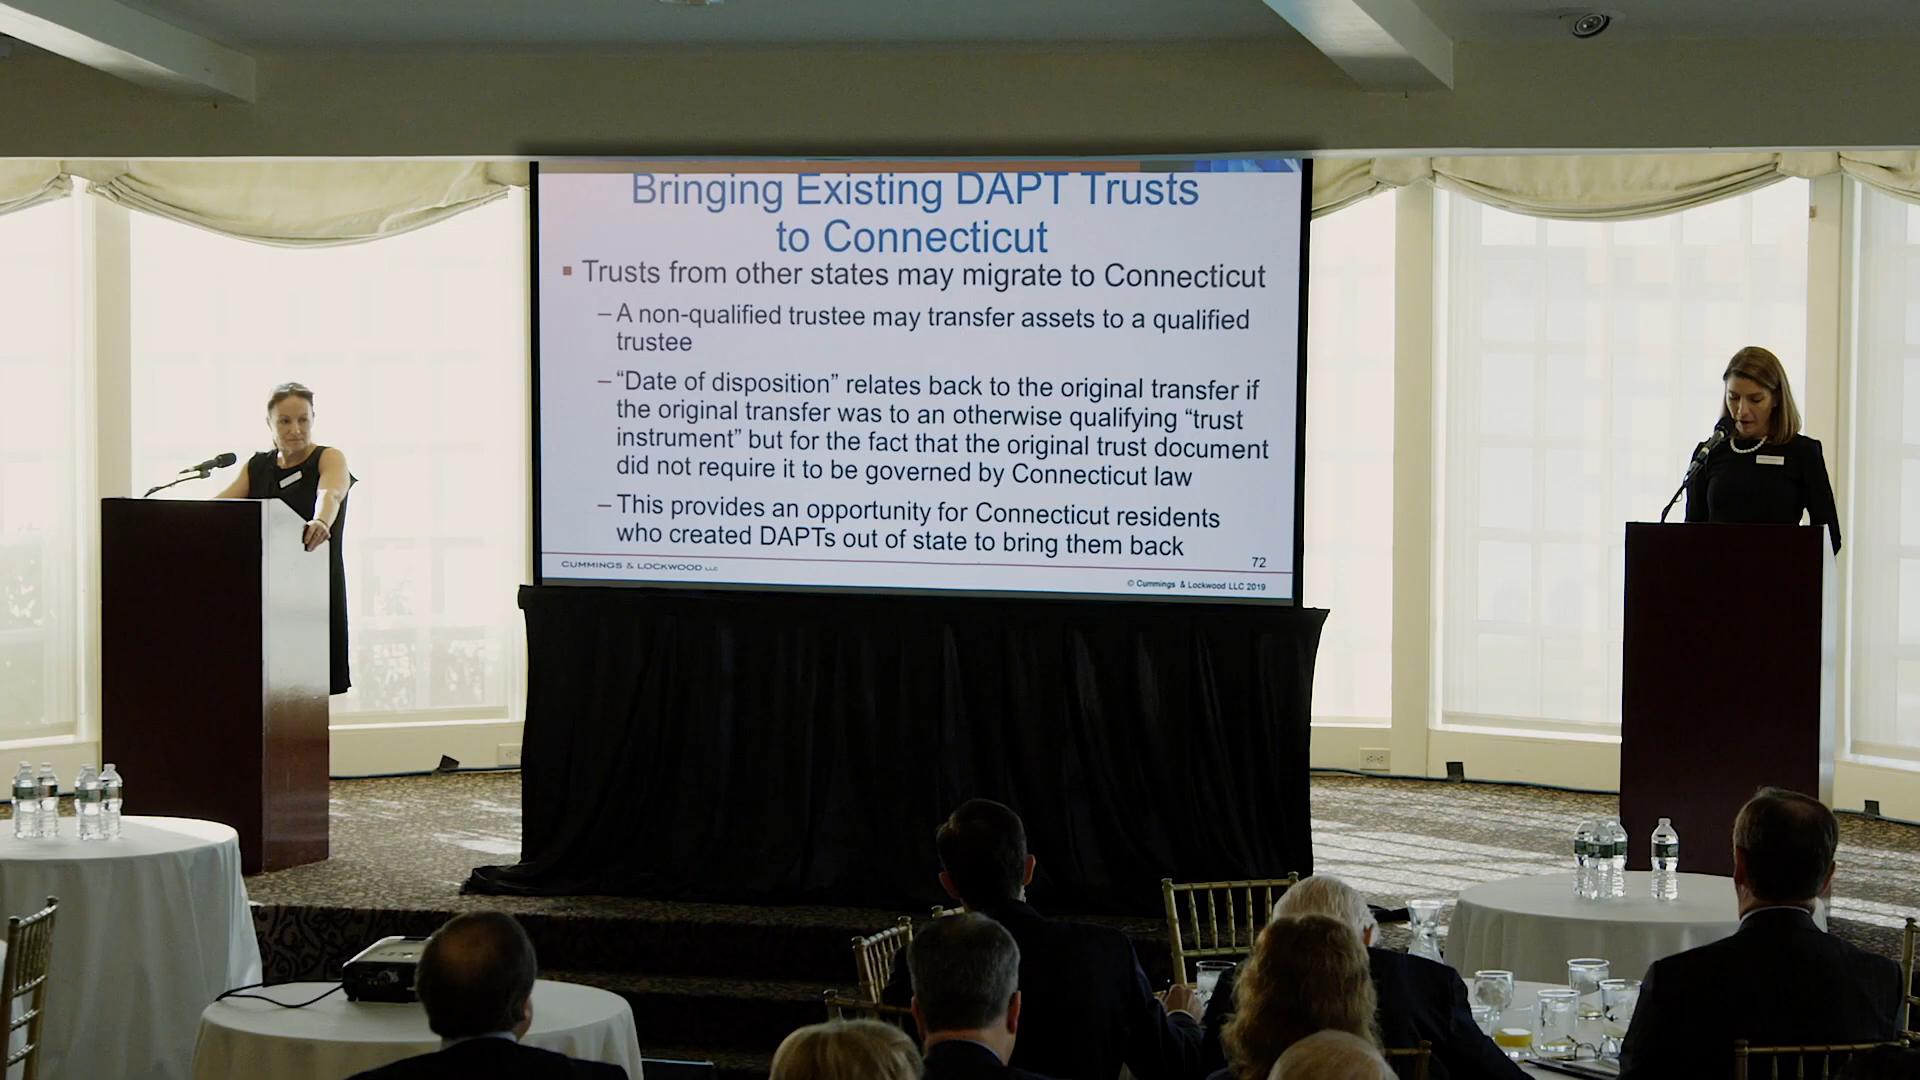 Bringing Existing DAPT Trusts
to Connecticut
▪ Trusts from other states may migrate to Connecticut
– A non-qualified trustee may transfer assets to a qualified
trustee
– “Date of disposition” relates back to the original transfer if
the original transfer was to an otherwise qualifying “trust
instrument” but for the fact that the original trust document
did not require it to be governed by Connecticut law
– This provides an opportunity for Connecticut residents
who created DAPTs out of state to bring them back
CUMMINGS & LOCKWOOD LLC
72
© Cummings & Lockwood LLC 2019